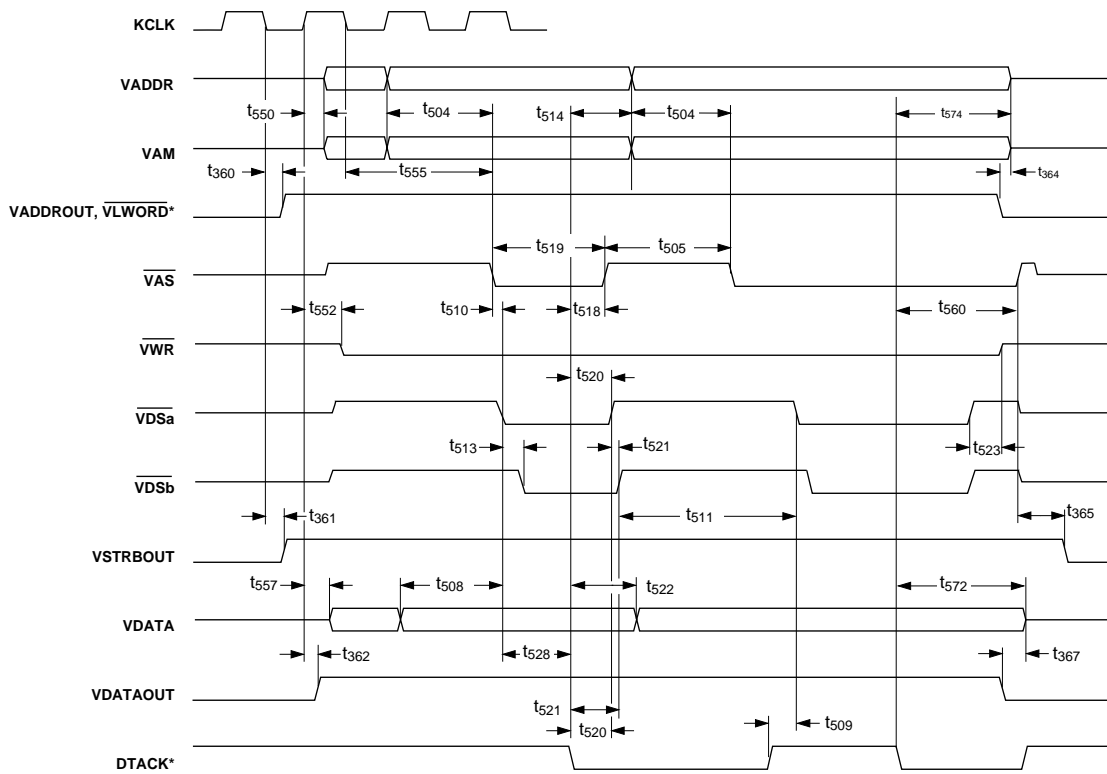 KCLK
VADDR
t550 t504 t514 t504 t574
VAM
t360 t555 t364
VADDROUT, VLWORD*
t519 t505
VAS
t552 t510 t518 t560
VWR
t520
VDSa
t513 t521 t523
VDSb
t361 t511 t365
VSTRBOUT
t557 t508 t522 t572
VDATA
t362 t528 t367
VDATAOUT
t521
t520 t509
DTACK*